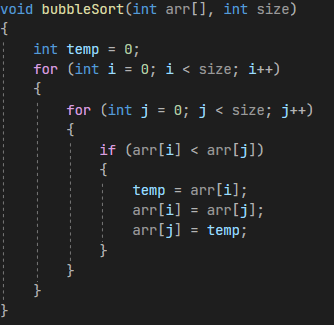 void bubbleSort(int arr[], int size)
{
    int temp = 0;
    for (int i = 0; i < size; i++)
    {
        for (int j = 0; j < size; j++)
        {
            if (arr[i] < arr[j])
            {
                temp = arr[i];
                arr[i] = arr[j];
                arr[j] = temp;
            }
        }
    }
}